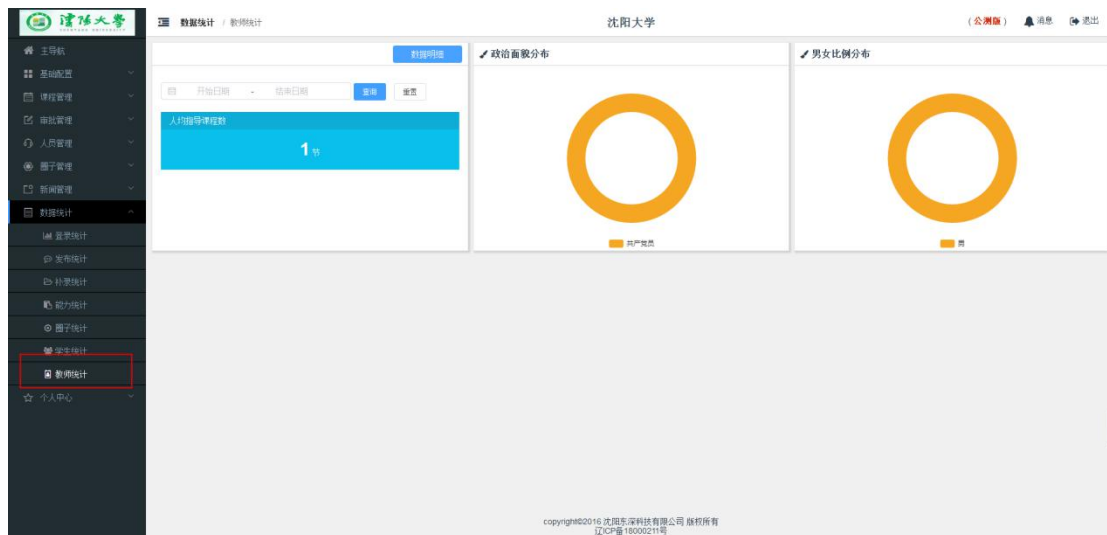 瀋陽大學
SHENYANG UNIVERSITY
数据统计 / 教师统计
沈阳大学
(公测版)
消息
退出
主导航
基础配置
课程管理
审批管理
人员管理
圈子管理
新闻管理
数据统计
登录统计
发布统计
补录统计
能力统计
圈子统计
学生统计
教师统计
个人中心
数据明细
开始日期 - 结束日期
查询
重置
人均指导课程数
1 节
政治面貌分布
共产党员
男女比例分布
男
copyright©2016 沈阳东深科技有限公司 版权所有
辽ICP备18000211号